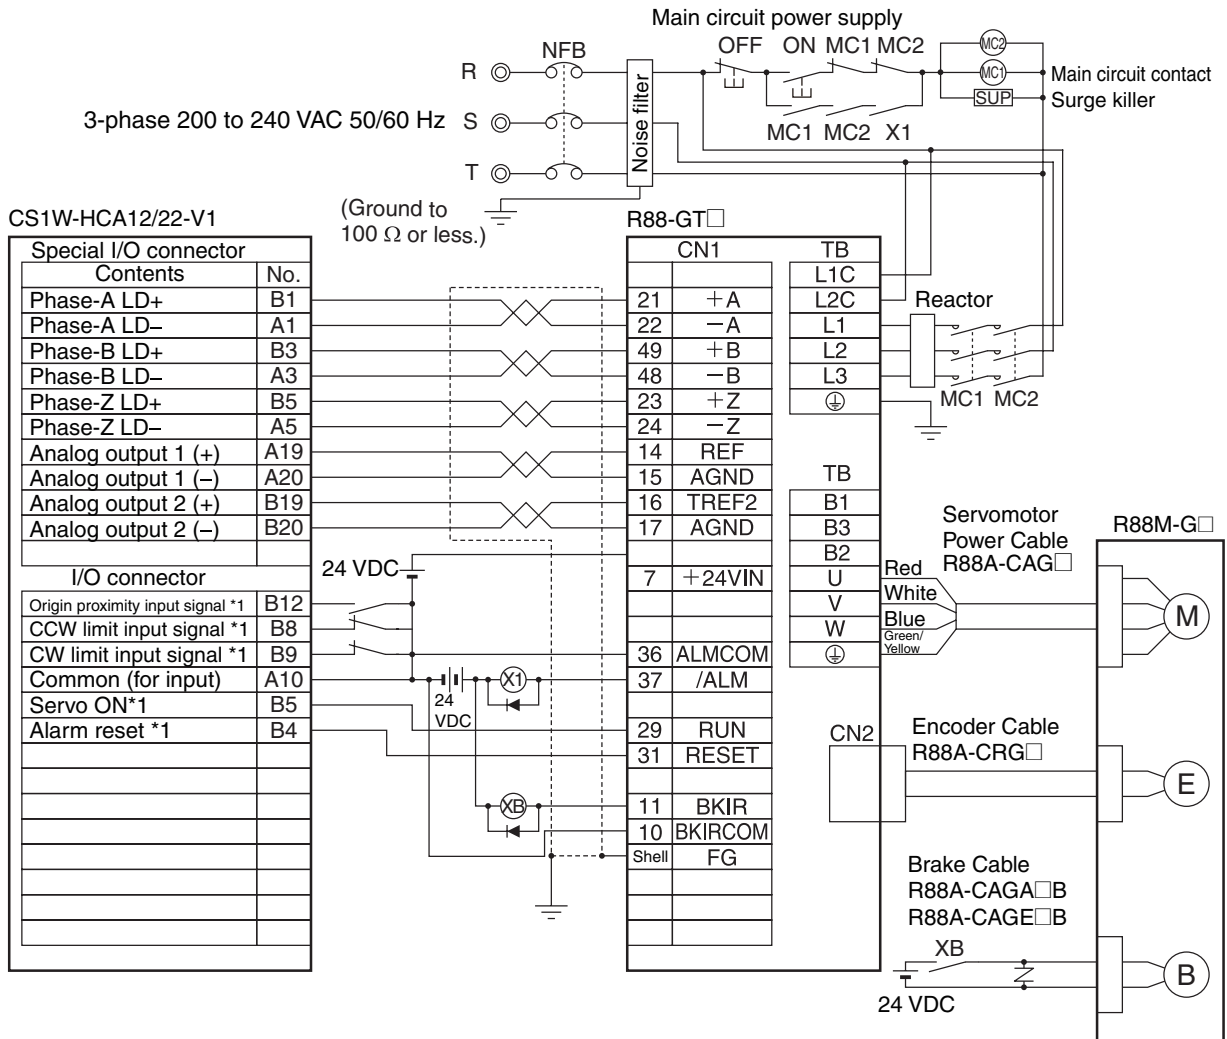 Main circuit power supply
NFB
OFF ON MC1 MC2
MC2
R
MC1
Main circuit contact
SUP
Surge killer
3-phase 200 to 240 VAC 50/60 Hz
S
Noise filter
MC1 MC2 X1
T
CS1W-HCA12/22-V1
(Ground to
100 Ω or less.)
R88-GT□
Special I/O connector
Contents No.
Phase-A LD+ B1
Phase-A LD– A1
Phase-B LD+ B3
Phase-B LD– A3
Phase-Z LD+ B5
Phase-Z LD– A5
Analog output 1 (+) A19
Analog output 1 (–) A20
Analog output 2 (+) B19
Analog output 2 (–) B20
I/O connector
Origin proximity input signal *1 B12
CCW limit input signal *1 B8
CW limit input signal *1 B9
Common (for input) A10
Servo ON*1 B5
Alarm reset *1 B4
24 VDC
X1
24
VDC
XB
CN1
21 +A
22 −A
49 +B
48 −B
23 +Z
24 −Z
14 REF
15 AGND
16 TREF2
17 AGND
7 +24VIN
36 ALMCOM
37 /ALM
29 RUN
31 RESET
11 BKIR
10 BKIRCOM
Shell FG
TB
L1C
L2C
L1
L2
L3
Reactor
MC1 MC2
TB
B1
B3
B2
U
V
W
Red
White
Blue
Green/
Yellow
Servomotor
Power Cable
R88A-CAG□
R88M-G□
M
CN2
Encoder Cable
R88A-CRG□
E
Brake Cable
R88A-CAGA□B
R88A-CAGE□B
XB
24 VDC
B